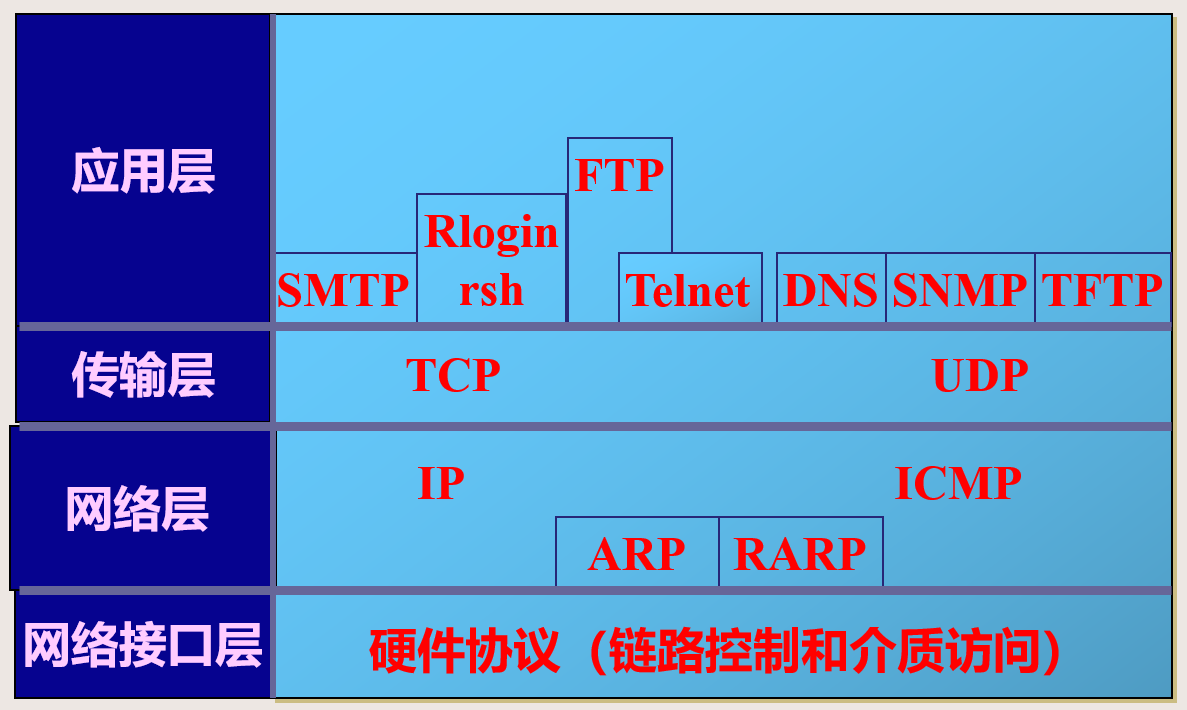 应用层
FTP
Rlogin
rsh
SMTP
Telnet
DNS
SNMP
TFTP
传输层
TCP
UDP
网络层
IP
ICMP
ARP
RARP
网络接口层
硬件协议（链路控制和介质访问）